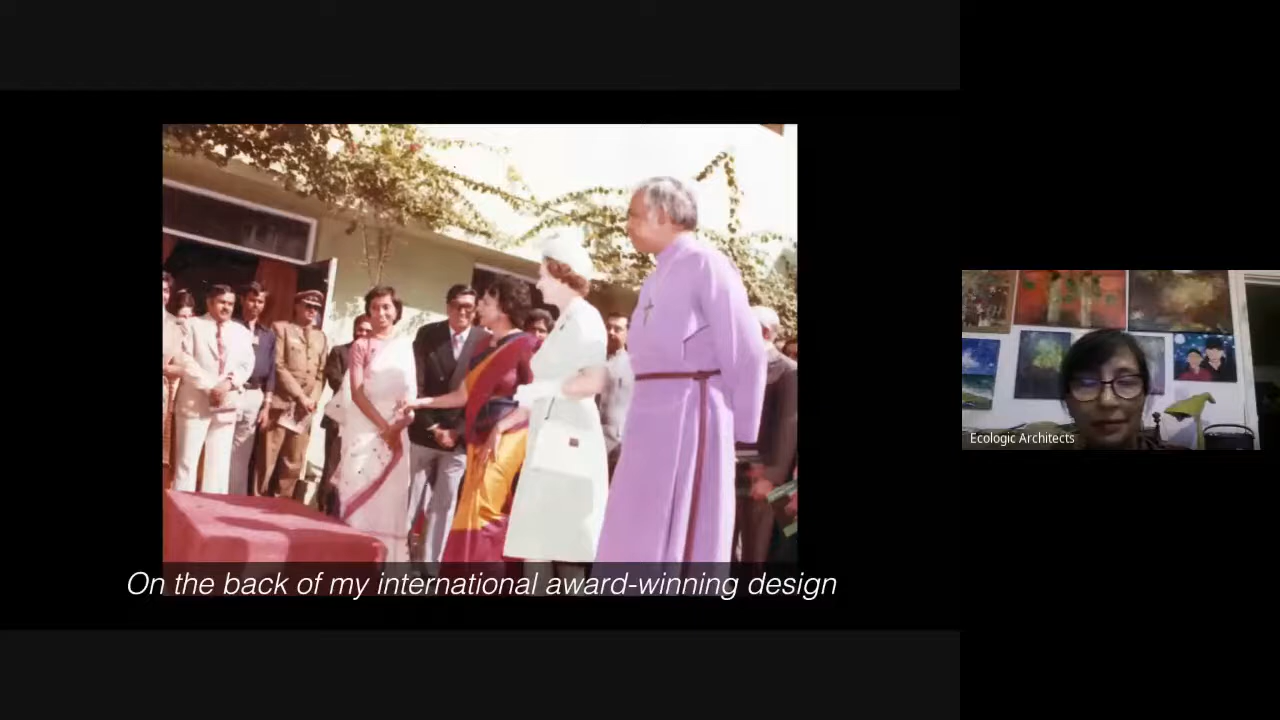 On the back of my international award-winning design
Ecologic Architects